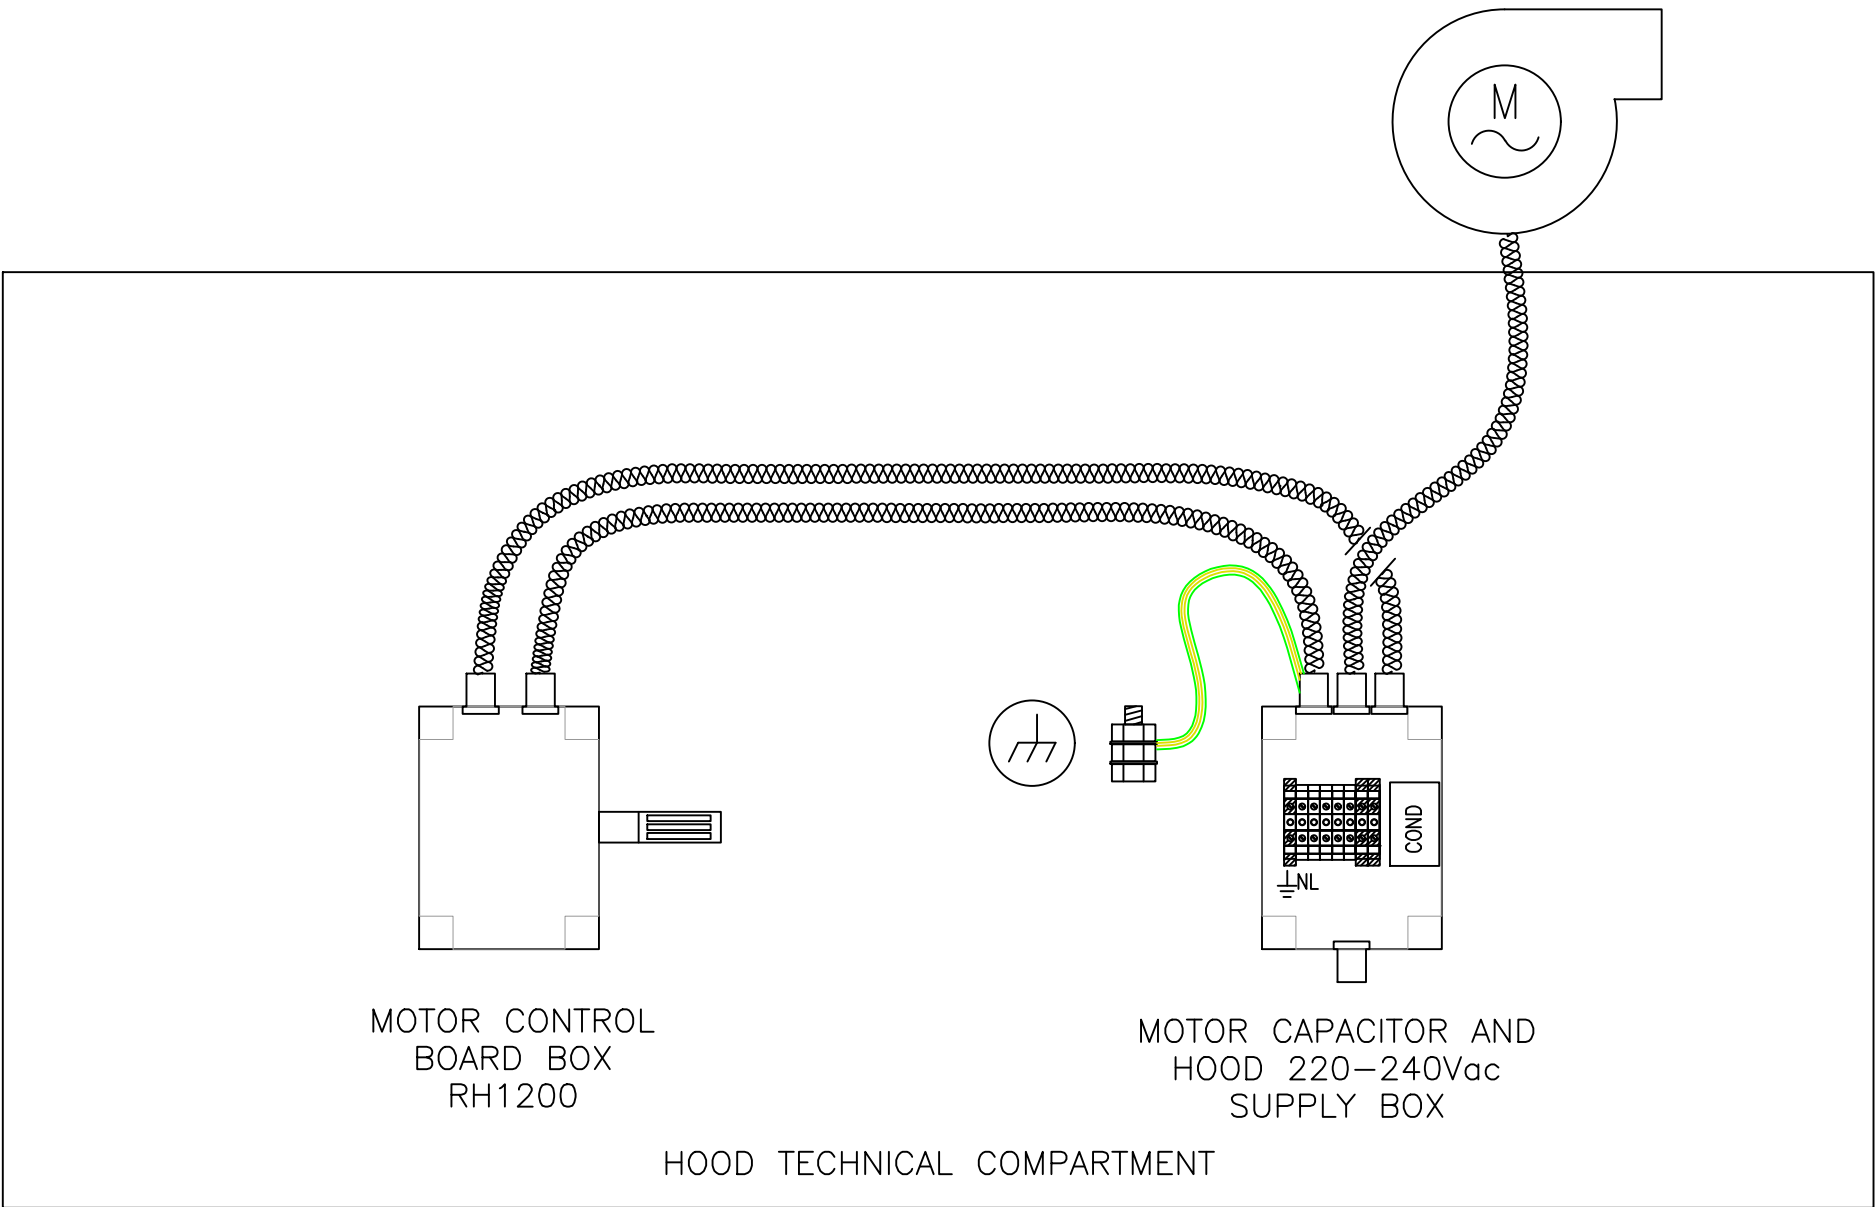 M
COND
NL
MOTOR CONTROL
BOARD BOX
RH1200
MOTOR CAPACITOR AND
HOOD 220-240Vac
SUPPLY BOX
HOOD TECHNICAL COMPARTMENT